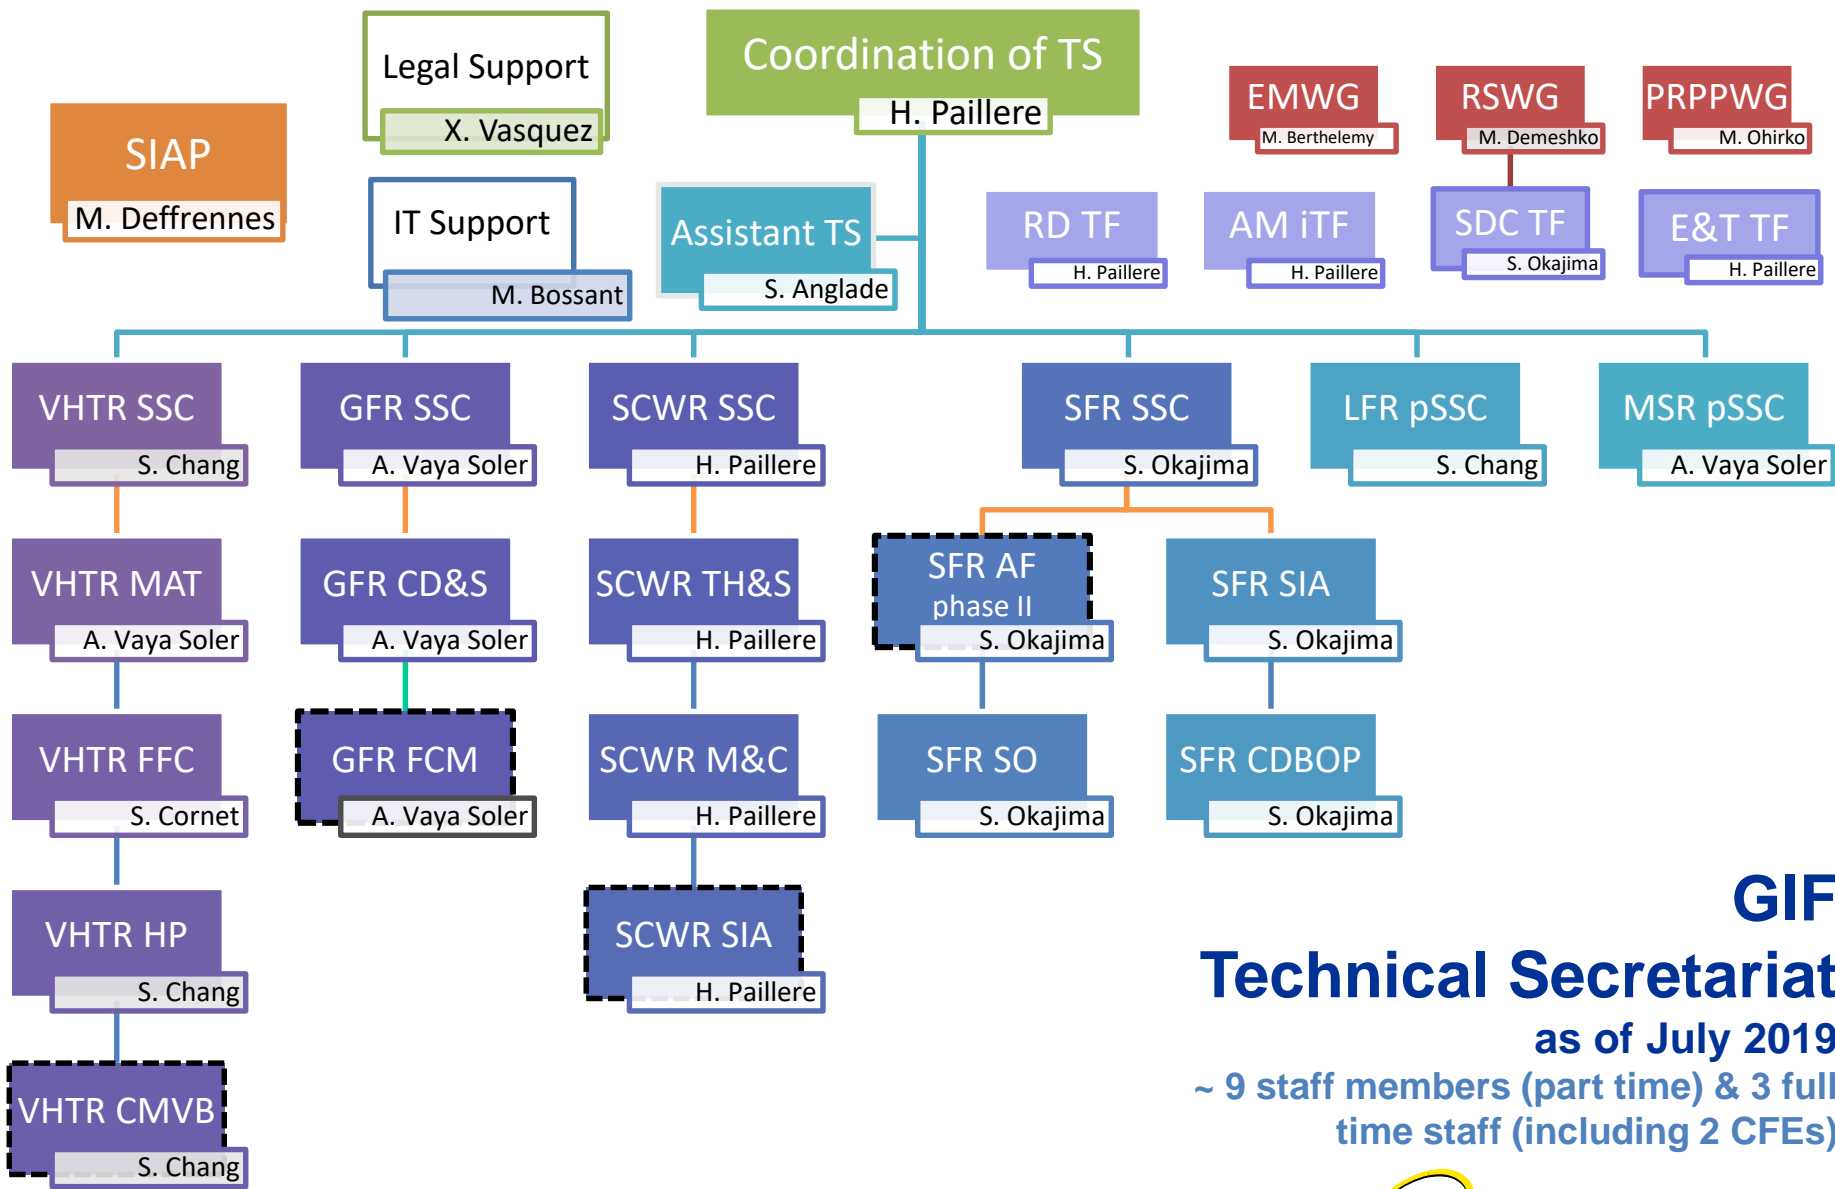 Coordination of TS
H. Paillere
Legal Support
X. Vasquez
SIAP
M. Deffrennes
IT Support
M. Bossant
Assistant TS
S. Anglade
EMWG
M. Berthelemy
RSWG
M. Demeshko
PRPPWG
M. Ohirko
RD TF
H. Paillere
AM iTF
H. Paillere
SDC TF
S. Okajima
E&T TF
H. Paillere
VHTR SSC
S. Chang
GFR SSC
A. Vaya Soler
SCWR SSC
H. Paillere
SFR SSC
S. Okajima
LFR pSSC
S. Chang
MSR pSSC
A. Vaya Soler
VHTR MAT
A. Vaya Soler
GFR CD&S
A. Vaya Soler
SCWR TH&S
H. Paillere
SFR AF
phase II
S. Okajima
SFR SIA
S. Okajima
VHTR FFC
S. Cornet
GFR FCM
A. Vaya Soler
SCWR M&C
H. Paillere
SFR SO
S. Okajima
SFR CDBOP
S. Okajima
VHTR HP
S. Chang
SCWR SIA
H. Paillere
VHTR CMVB
S. Chang
GIF
Technical Secretariat
as of July 2019
~ 9 staff members (part time) & 3 full
time staff (including 2 CFEs)